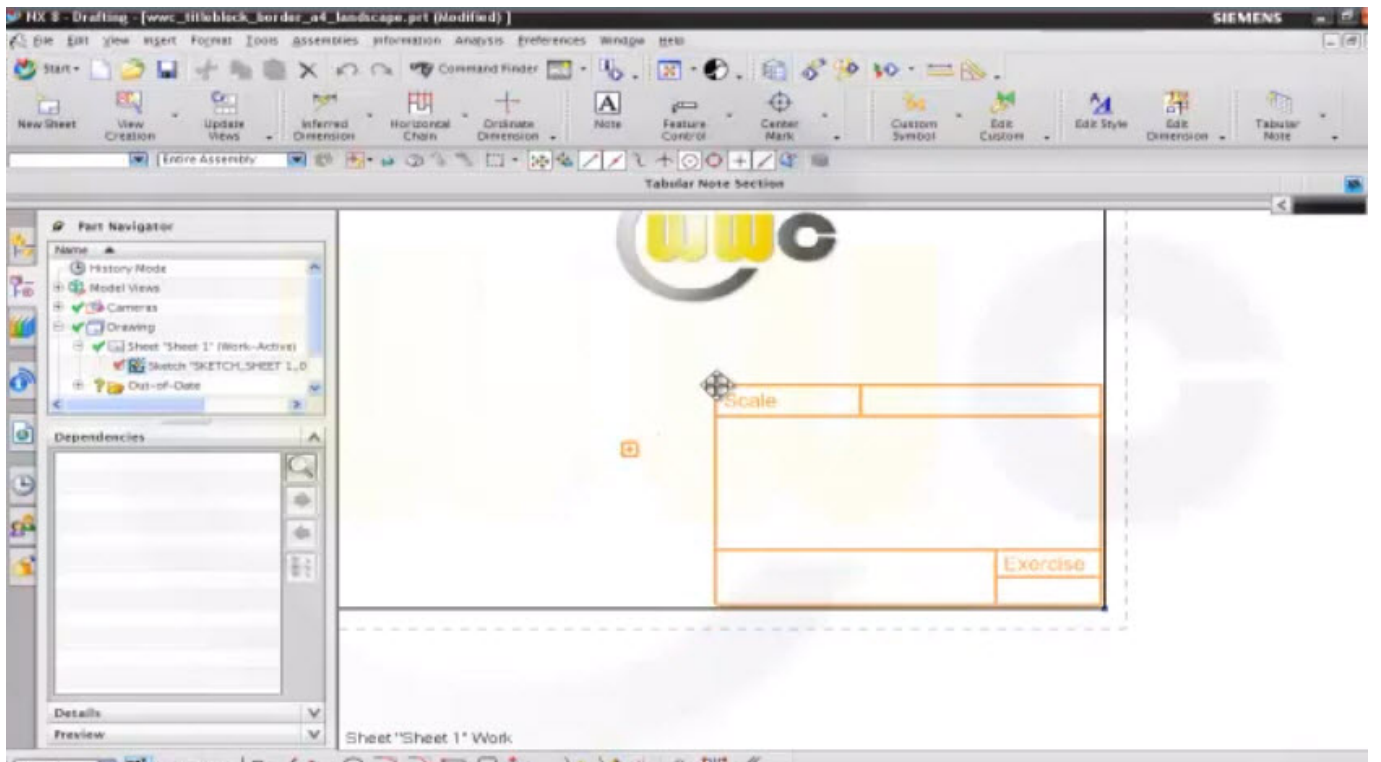 NX 8 - Drafting - [wwc_titleblock_border_a4_landscape.prt (Modified) ]
SIEMENS
File Edit View Insert Format Tools Assemblies Information Analysis Preferences Window Help
Start
Command Finder
New Sheet
View Creation
Update Views
Inferred Dimension
Horizontal Chain
Ordinate Dimension
Note
Feature Control
Center Mark
Custom Symbol
Edit Custom
Edit Style
Edit Dimension
Tabular Note
Entire Assembly
Tabular Note Section
Part Navigator
Name
History Mode
Model Views
Cameras
Drawing
Sheet "Sheet 1" (Work-Active)
Sketch "SKETCH_SHEET 1_0
Out-of-Date
Dependencies
Details
Preview
wwc
Scale
Exercise
Sheet "Sheet 1" Work